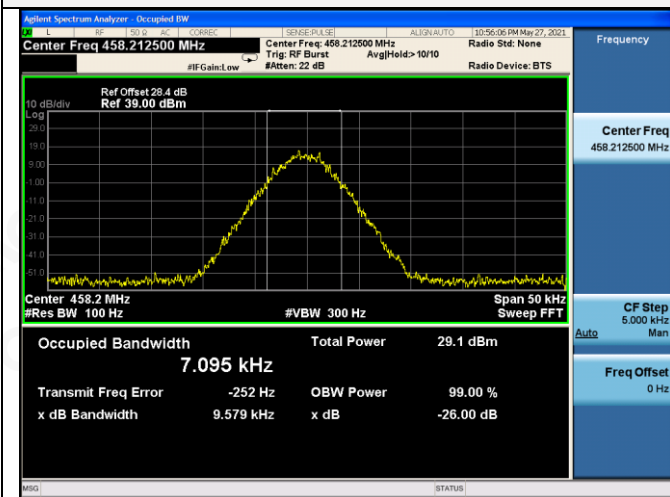 Agilent Spectrum Analyzer - Occupied BW
L RF 50 Ω AC CORREC SENSE:PULSE ALIGN AUTO 10:56:06 PM May 27, 2021
Center Freq 458.212500 MHz
Center Freq: 458.212500 MHz
Radio Std: None
Trig: RF Burst Avg|Hold:> 10/10
#IFGain:Low #Atten: 22 dB Radio Device: BTS
Frequency
Ref Offset 28.4 dB
10 dB/div Ref 39.00 dBm
Log
29.0
19.0
9.00
-1.00
-11.0
-21.0
-31.0
-41.0
-51.0
Center 458.2 MHz Span 50 kHz
#Res BW 100 Hz #VBW 300 Hz Sweep FFT
Occupied Bandwidth Total Power 29.1 dBm
7.095 kHz
Transmit Freq Error -252 Hz OBW Power 99.00 %
x dB Bandwidth 9.579 kHz x dB -26.00 dB
Center Freq
458.212500 MHz
CF Step
5.000 kHz
Auto Man
Freq Offset
0 Hz
MSG STATUS